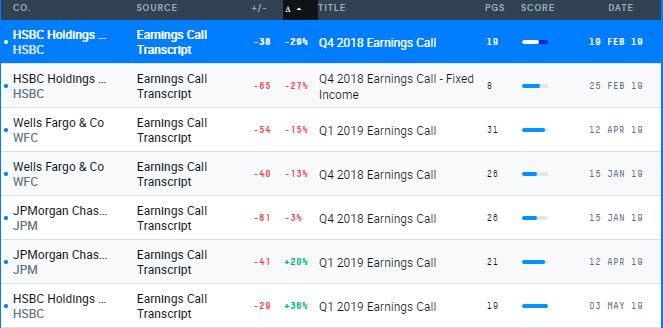 CO. SOURCE +/- Δ TITLE PGS SCORE DATE
HSBC Holdings ... Earnings Call -38 -29% Q4 2018 Earnings Call 19 19 FEB 19
HSBC Transcript
HSBC Holdings ... Earnings Call -65 -27% Q4 2018 Earnings Call - Fixed 8 25 FEB 19
HSBC Transcript Income
Wells Fargo & Co Earnings Call -54 -15% Q1 2019 Earnings Call 31 12 APR 19
WFC Transcript
Wells Fargo & Co Earnings Call -40 -13% Q4 2018 Earnings Call 26 15 JAN 19
WFC Transcript
JPMorgan Chas... Earnings Call -61 -3% Q4 2018 Earnings Call 26 15 JAN 19
JPM Transcript
JPMorgan Chas... Earnings Call -41 +20% Q1 2019 Earnings Call 21 12 APR 19
JPM Transcript
HSBC Holdings ... Earnings Call -29 +36% Q1 2019 Earnings Call 19 03 MAY 19
HSBC Transcript